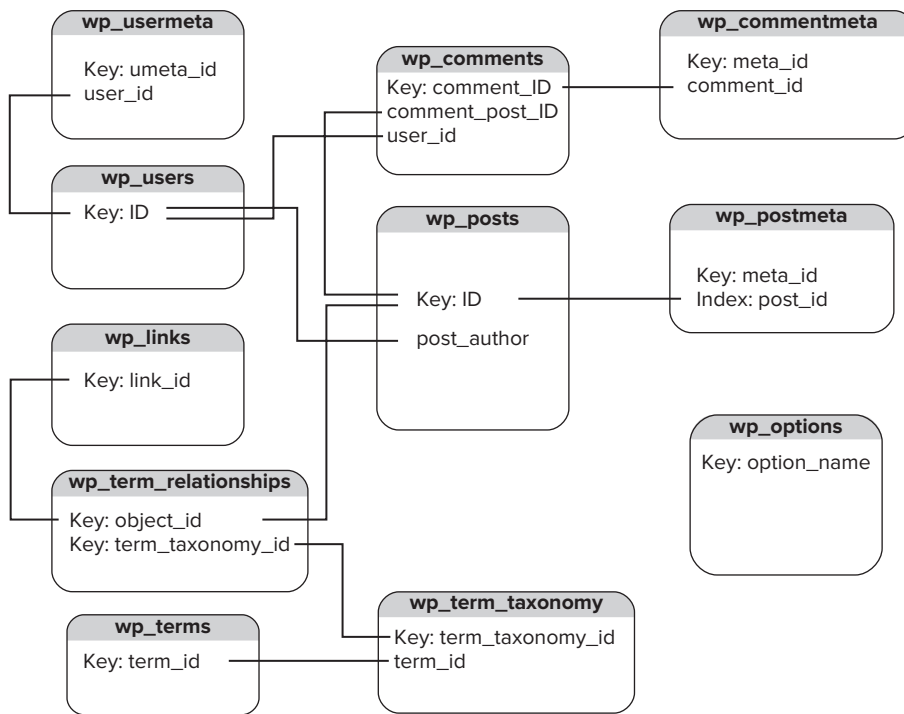 wp_usermeta
Key: umeta_id
user_id
wp_comments
Key: comment_ID
comment_post_ID
user_id
wp_commentmeta
Key: meta_id
comment_id
wp_users
Key: ID
wp_posts
Key: ID
post_author
wp_postmeta
Key: meta_id
Index: post_id
wp_links
Key: link_id
wp_options
Key: option_name
wp_term_relationships
Key: object_id
Key: term_taxonomy_id
wp_term_taxonomy
Key: term_taxonomy_id
term_id
wp_terms
Key: term_id